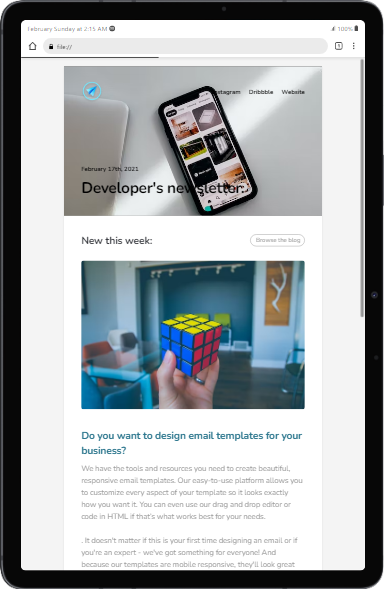 February Sunday at 2:15 AM
100%
file://
Instagram Dribbble Website
February 17th, 2021
Developer's newsletter:
New this week:
Browse the blog
Do you want to design email templates for your
business?
We have the tools and resources you need to create beautiful,
responsive email templates. Our easy-to-use platform allows you
to customize every aspect of your template so it looks exactly
how you want it. You can even use our drag and drop editor or
code in HTML if that's what works best for your needs.
. It doesn't matter if this is your first time designing an email or if
you're an expert - we've got something for everyone! And
because our templates are mobile responsive, they'll look great